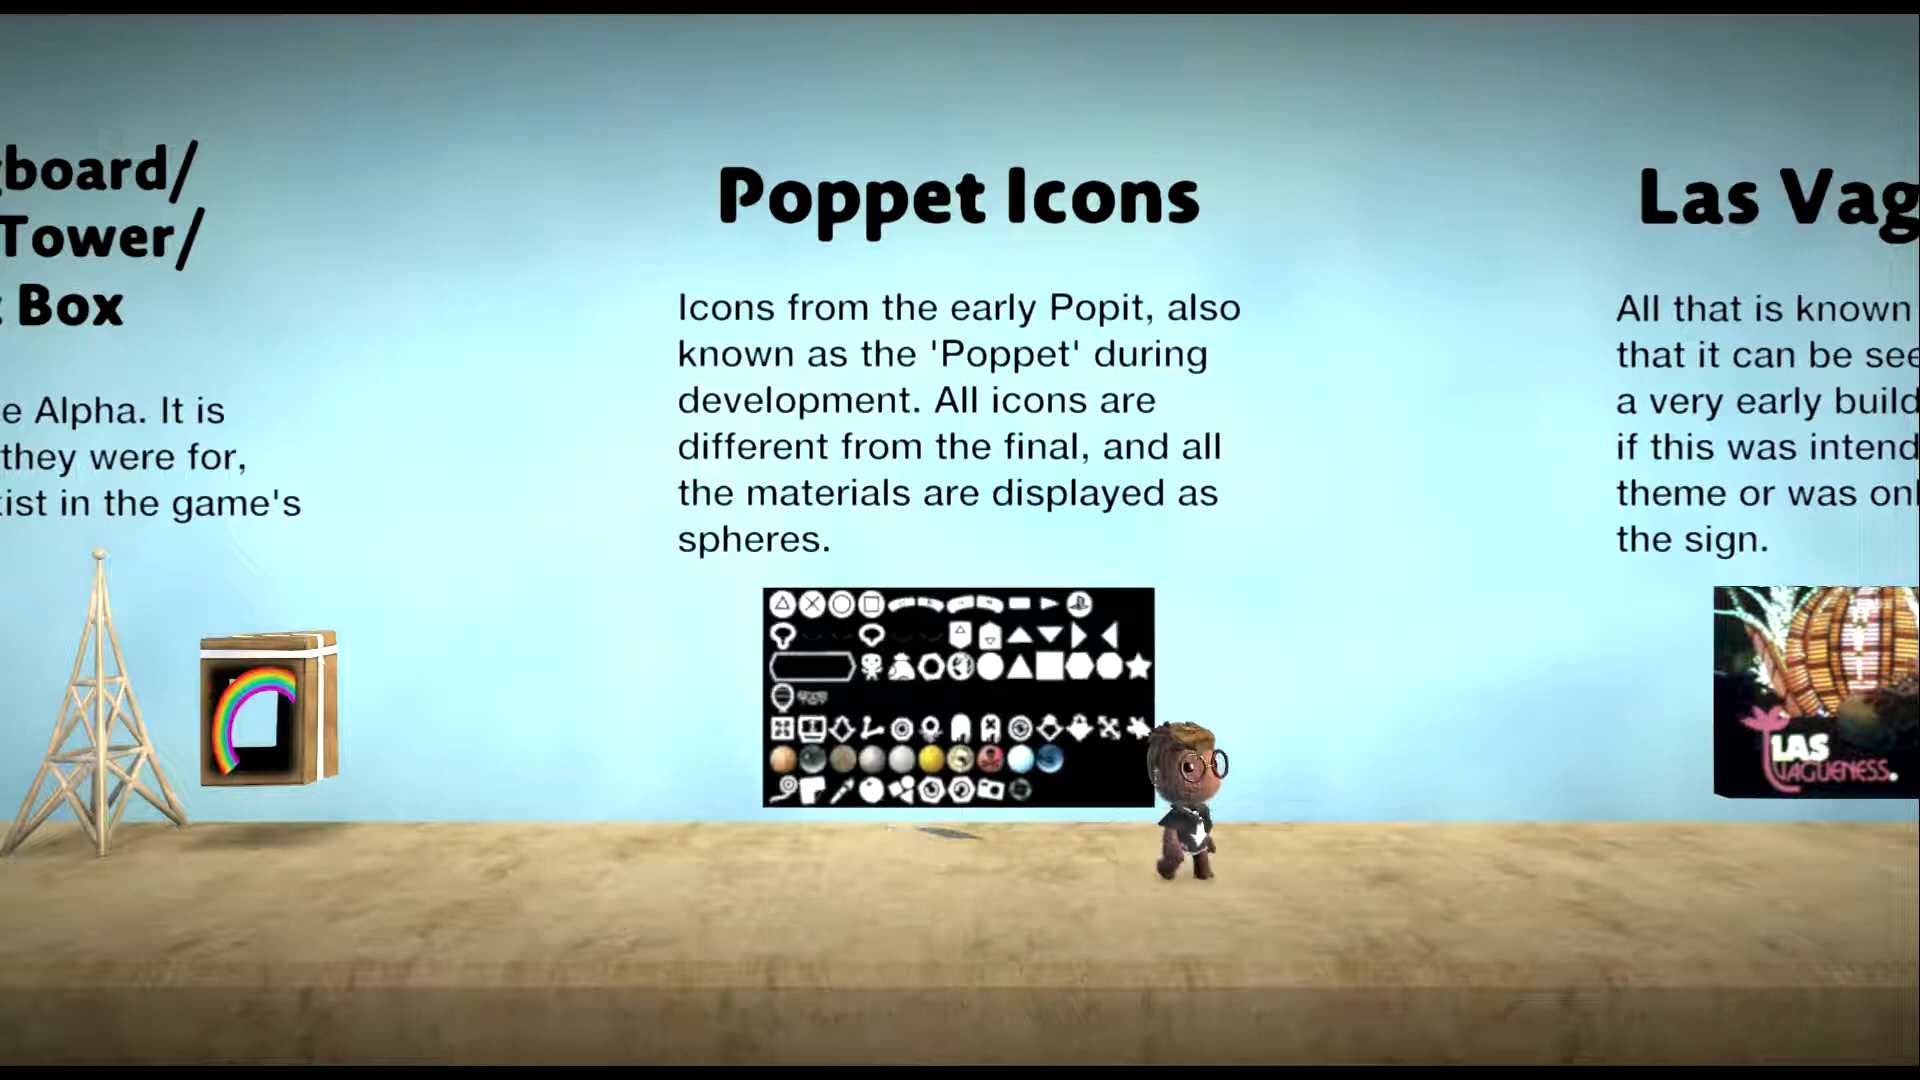 board/
Tower/
Box
e Alpha. It is
they were for,
ist in the game's
Poppet Icons
Icons from the early Popit, also
known as the 'Poppet' during
development. All icons are
different from the final, and all
the materials are displayed as
spheres.
Las Vag
All that is known
that it can be see
a very early build
if this was intend
theme or was onl
the sign.
LAS
VAGUENESS.